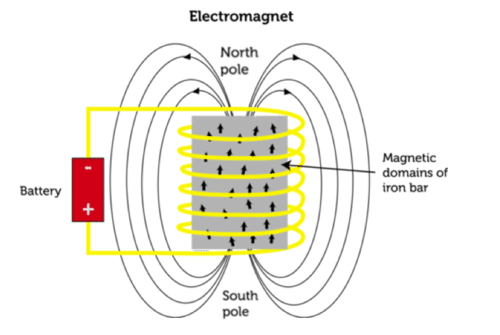 Electromagnet
North
pole
Magnetic
domains of
iron bar
-
Battery
+
South
pole